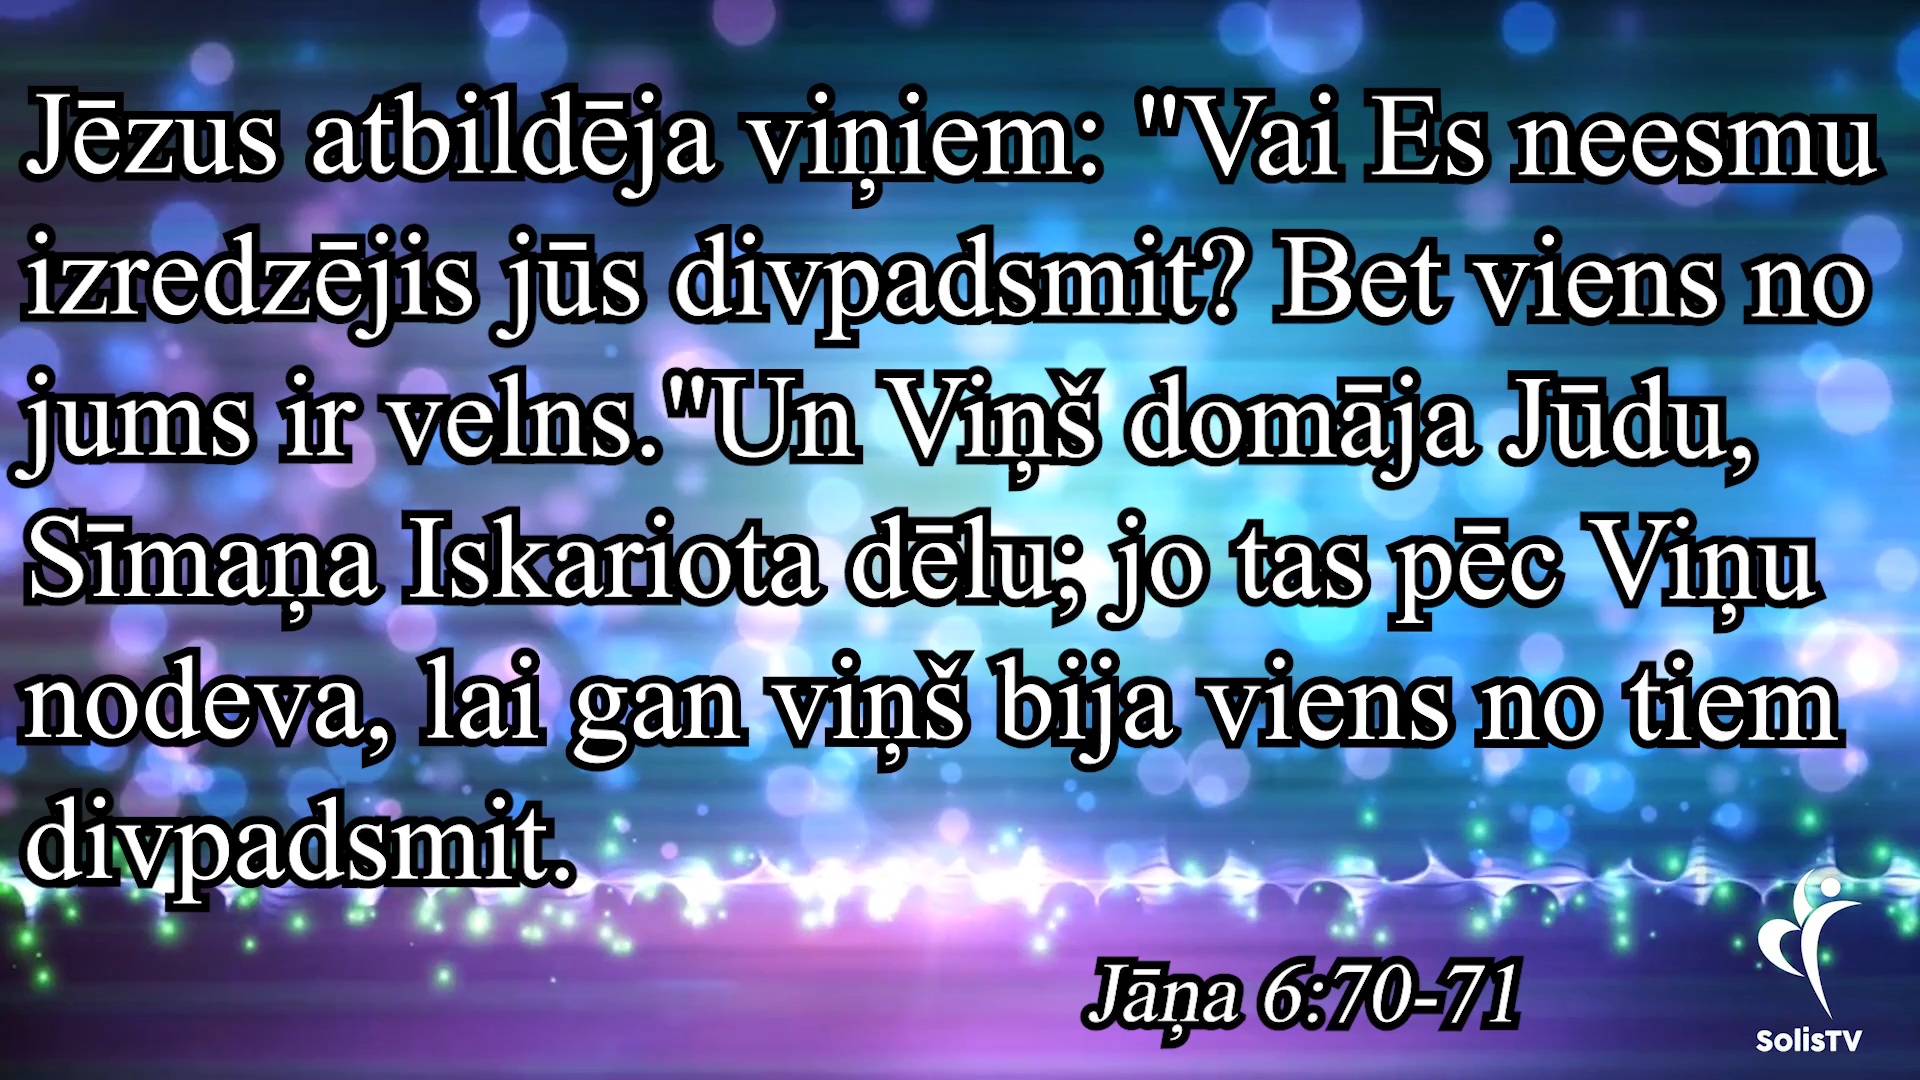 Jēzus atbildēja viņiem: "Vai Es neesmu
izredzējis jūs divpadsmit? Bet viens no
jums ir velns."Un Viņš domāja Jūdu,
Sīmaņa Iskariota dēlu; jo tas pēc Viņu
nodeva, lai gan viņš bija viens no tiem
divpadsmit.
Jāņa 6:70-71
SolisTV